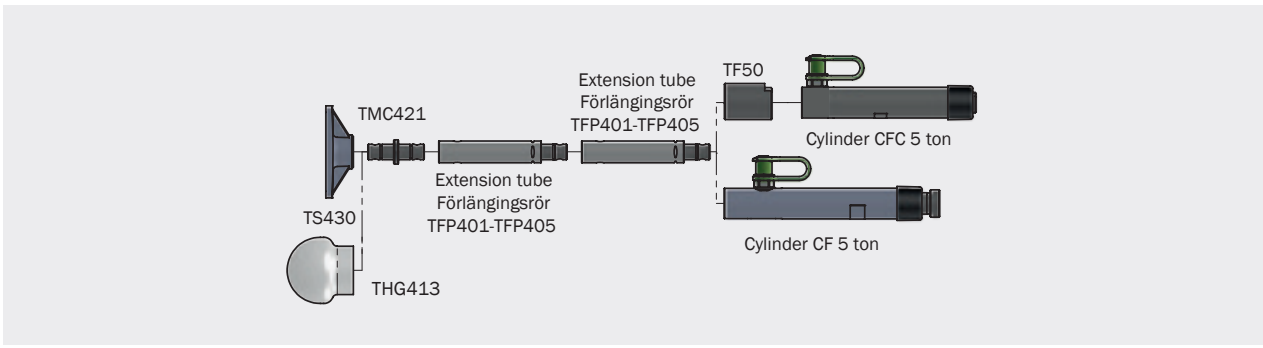 TMC421
TS430
THG413
Extension tube
Förlängingsrör
TFP401-TFP405
Extension tube
Förlängingsrör
TFP401-TFP405
TF50
Cylinder CFC 5 ton
Cylinder CF 5 ton